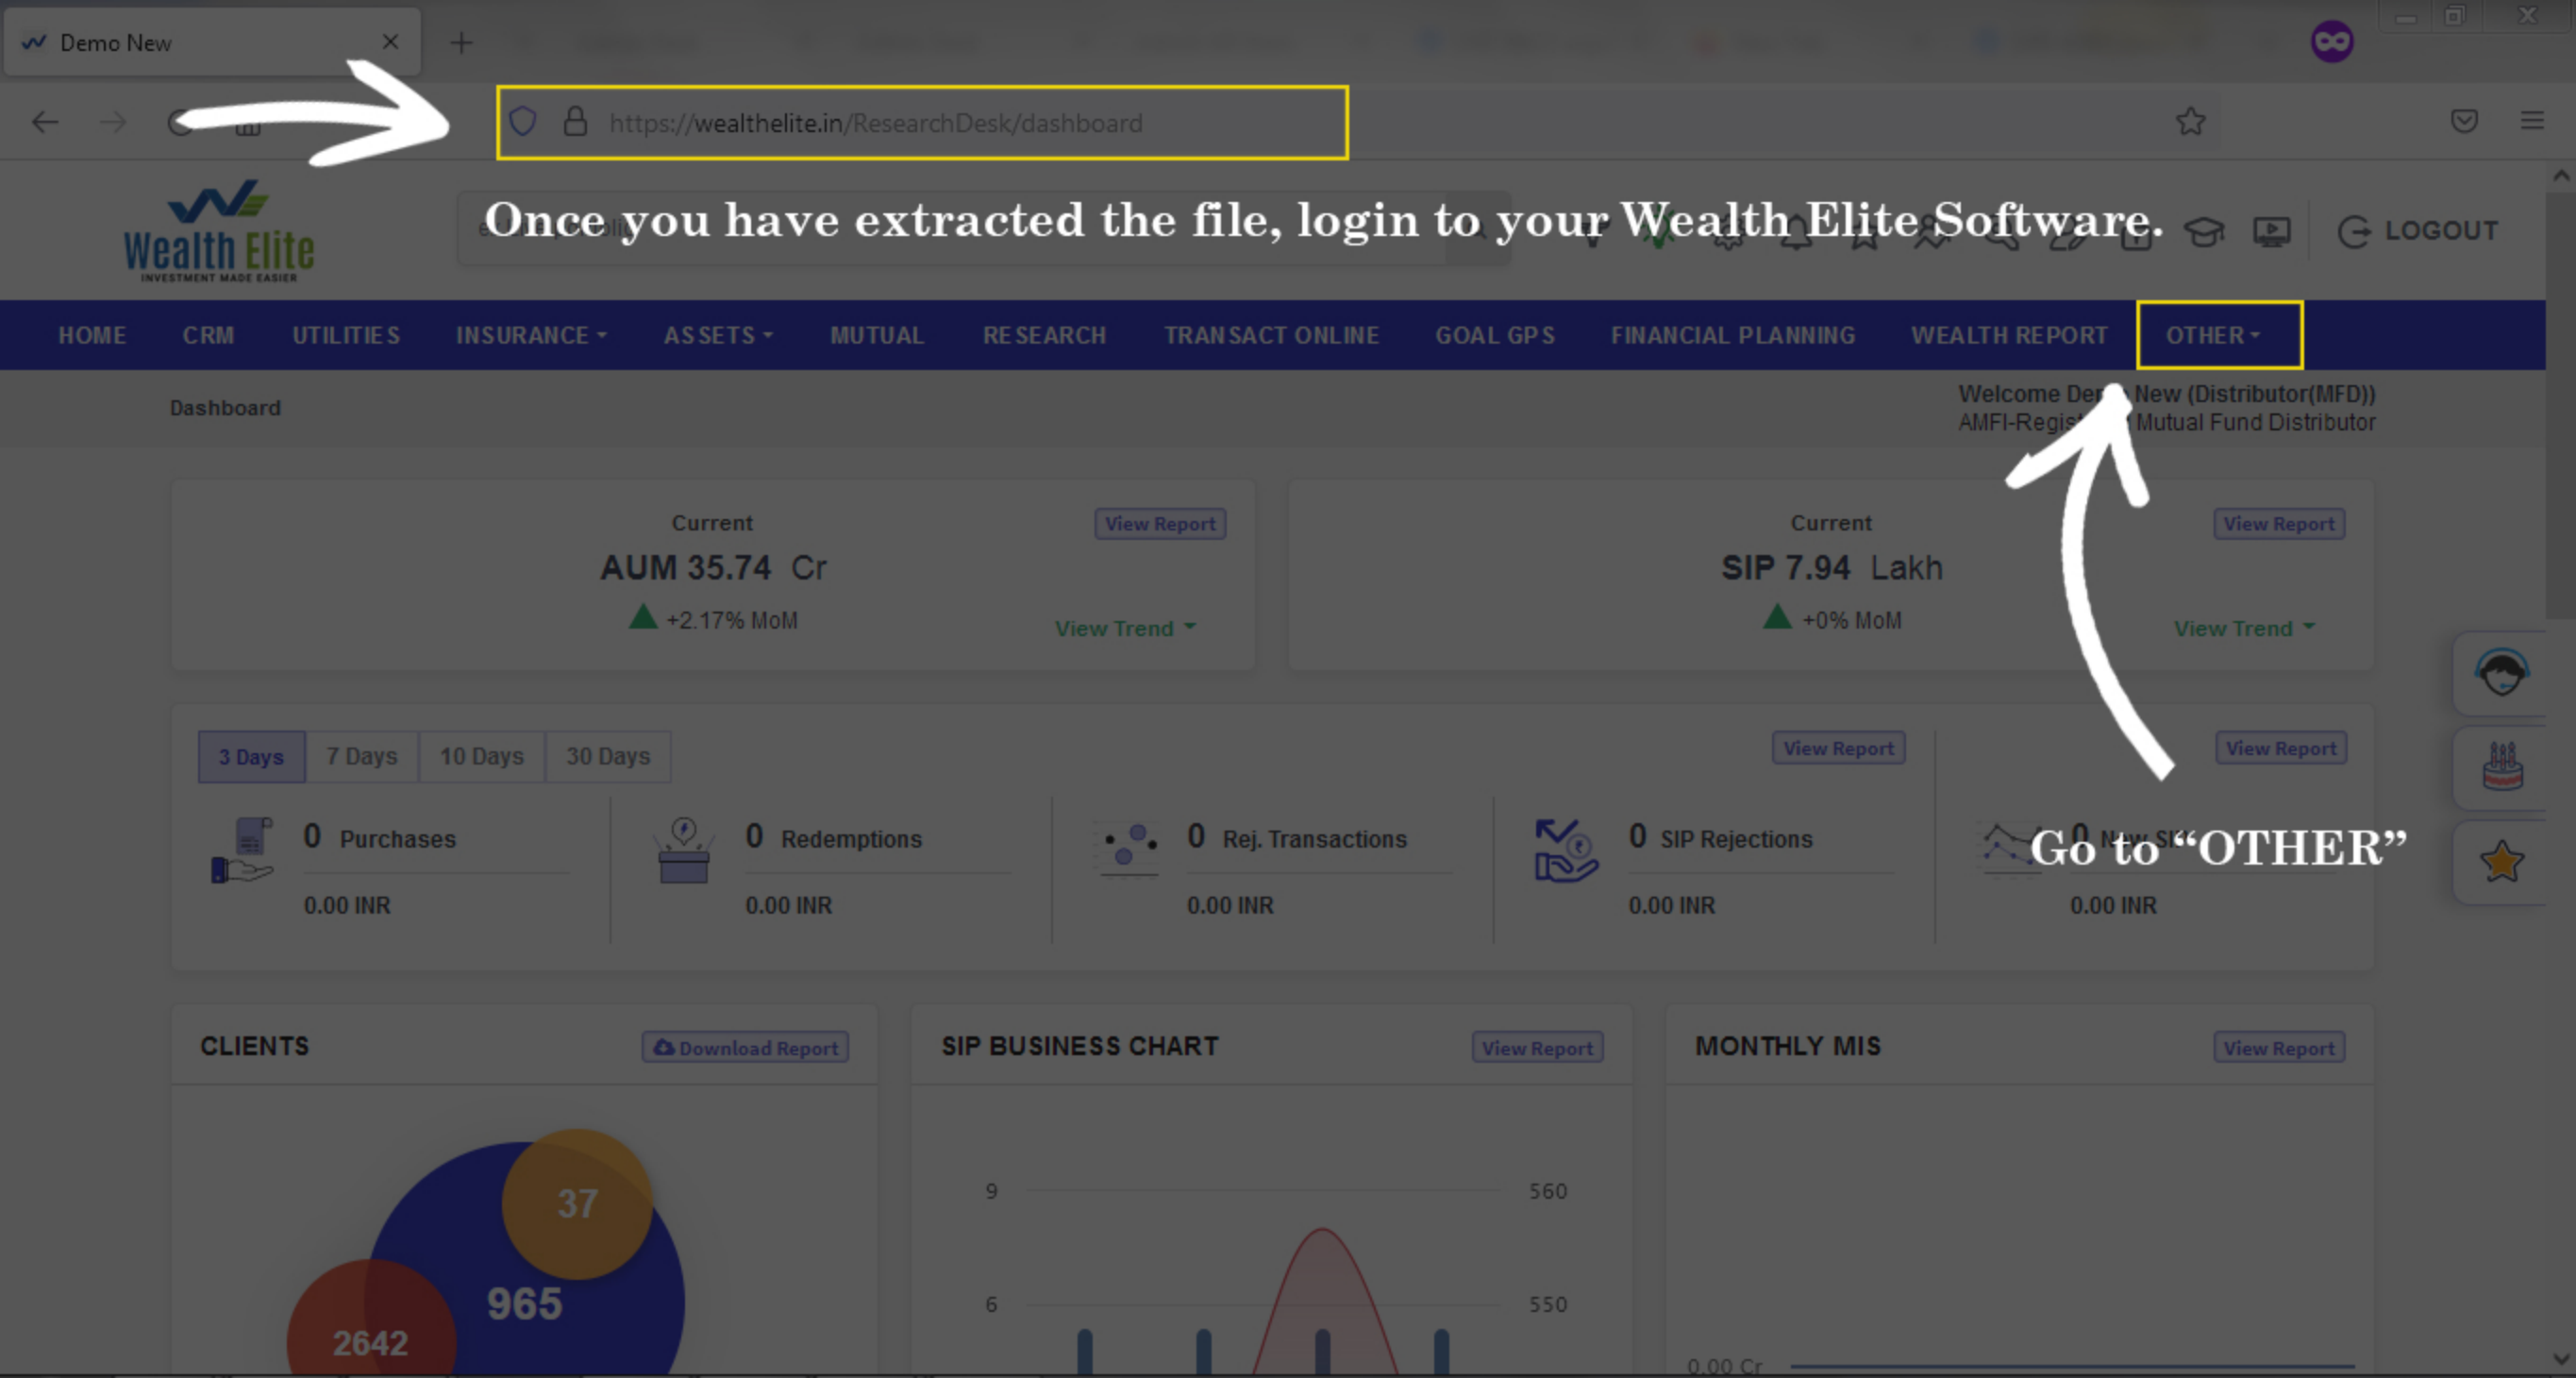 Demo New
https://wealthelite.in/ResearchDesk/dashboard
Once you have extracted the file, login to your Wealth Elite Software.
Wealth Elite
INVESTMENT MADE EASIER
LOGOUT
HOME CRM UTILITIES INSURANCE ASSETS MUTUAL RESEARCH TRANSACT ONLINE GOAL GPS FINANCIAL PLANNING WEALTH REPORT OTHER
Dashboard
Welcome New (Distributor(MFD))
Mutual Fund Distributor
Current
View Report
AUM 35.74 Cr
+2.17% MoM
View Trend
Current
View Report
SIP 7.94 Lakh
+0% MoM
View Trend
3 Days 7 Days 10 Days 30 Days
View Report
View Report
0 Purchases
0.00 INR
0 Redemptions
0.00 INR
0 Rej. Transactions
0.00 INR
0 SIP Rejections
0.00 INR
0 New
0.00 INR
Go to “OTHER”
CLIENTS
Download Report
37
965
2642
SIP BUSINESS CHART
View Report
9 560
6 550
MONTHLY MIS
View Report
0.00 Cr